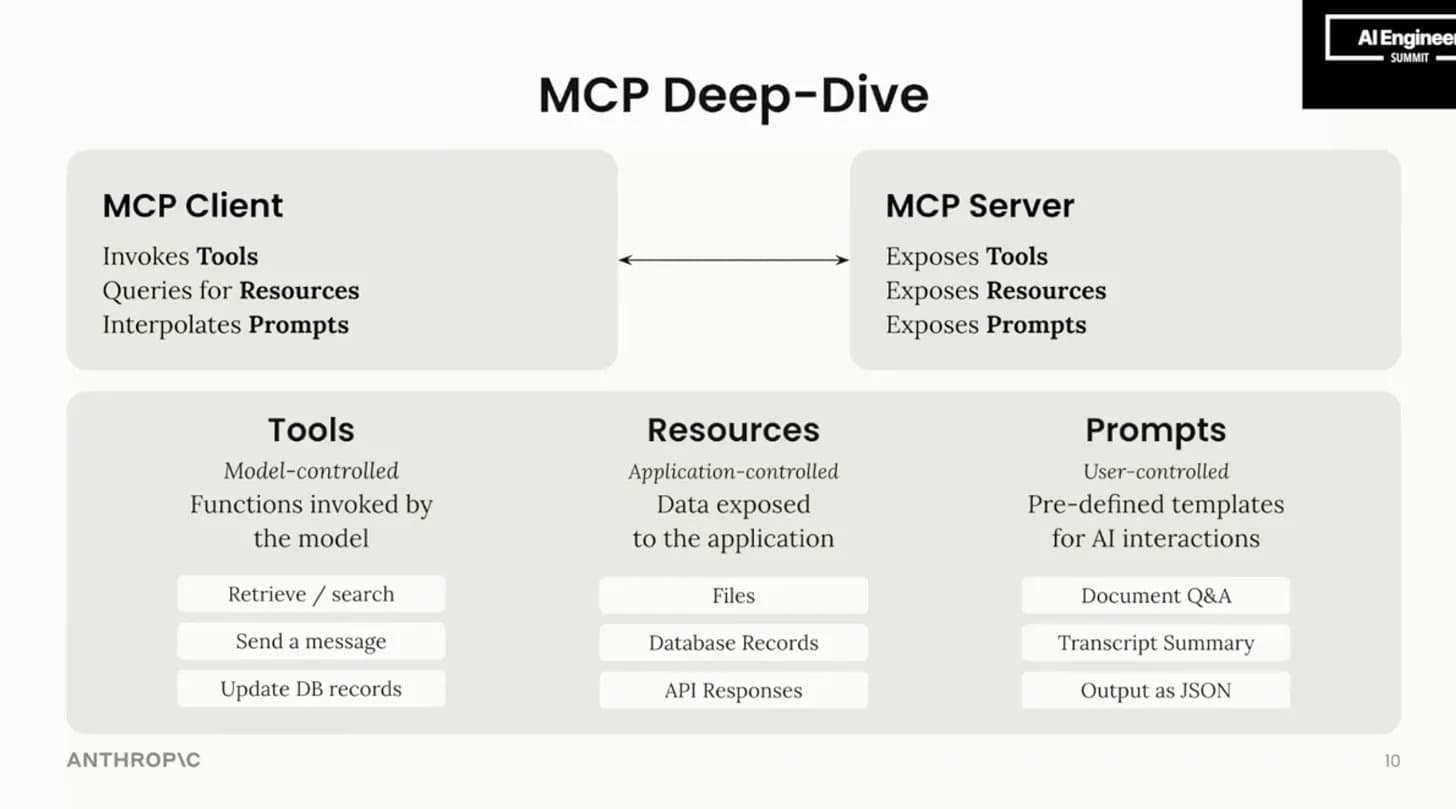 AI Engineer
SUMMIT
MCP Deep-Dive
MCP Client
Invokes Tools
Queries for Resources
Interpolates Prompts
MCP Server
Exposes Tools
Exposes Resources
Exposes Prompts
Tools
Model-controlled
Functions invoked by
the model
Retrieve / search
Send a message
Update DB records
Resources
Application-controlled
Data exposed
to the application
Files
Database Records
API Responses
Prompts
User-controlled
Pre-defined templates
for AI interactions
Document Q&A
Transcript Summary
Output as JSON
ANTHROP\C
10